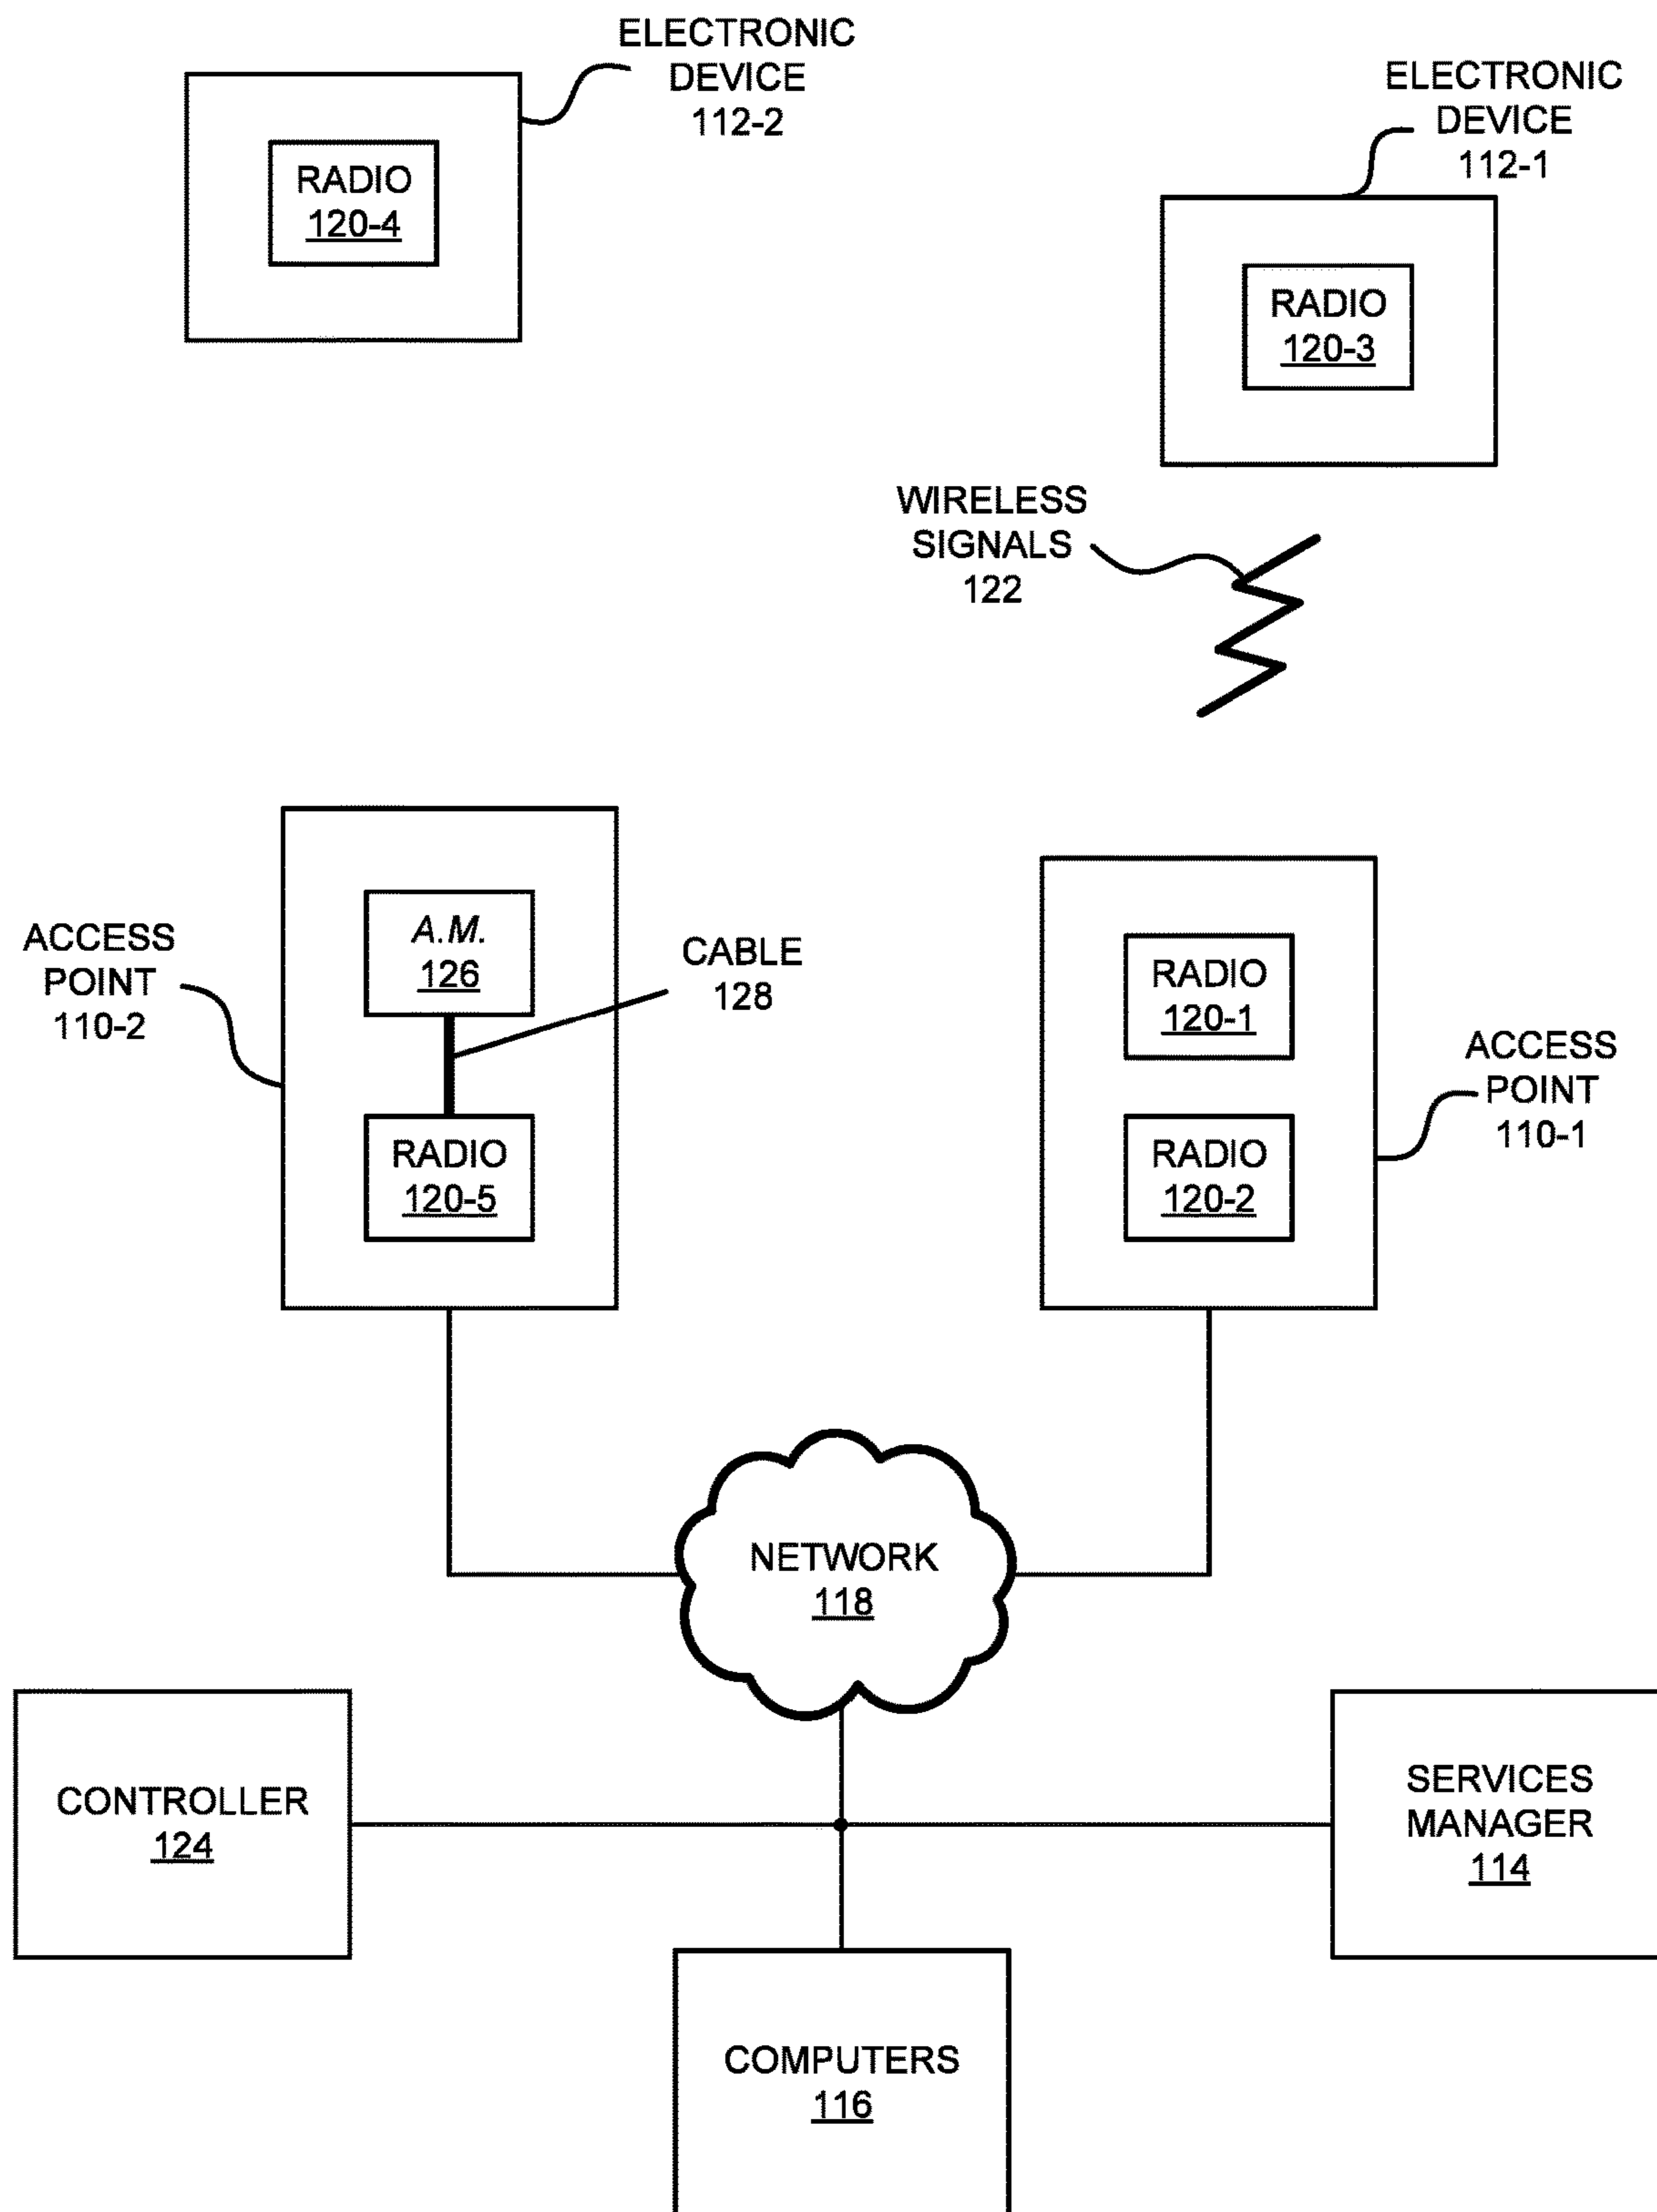 ELECTRONIC
DEVICE
112-2
ELECTRONIC
DEVICE
112-1
RADIO
120-4
RADIO
120-3
WIRELESS
SIGNALS
122
ACCESS
POINT
110-2
A.M.
126
CABLE
128
RADIO
120-5
RADIO
120-1
RADIO
120-2
ACCESS
POINT
110-1
NETWORK
118
CONTROLLER
124
SERVICES
MANAGER
114
COMPUTERS
116